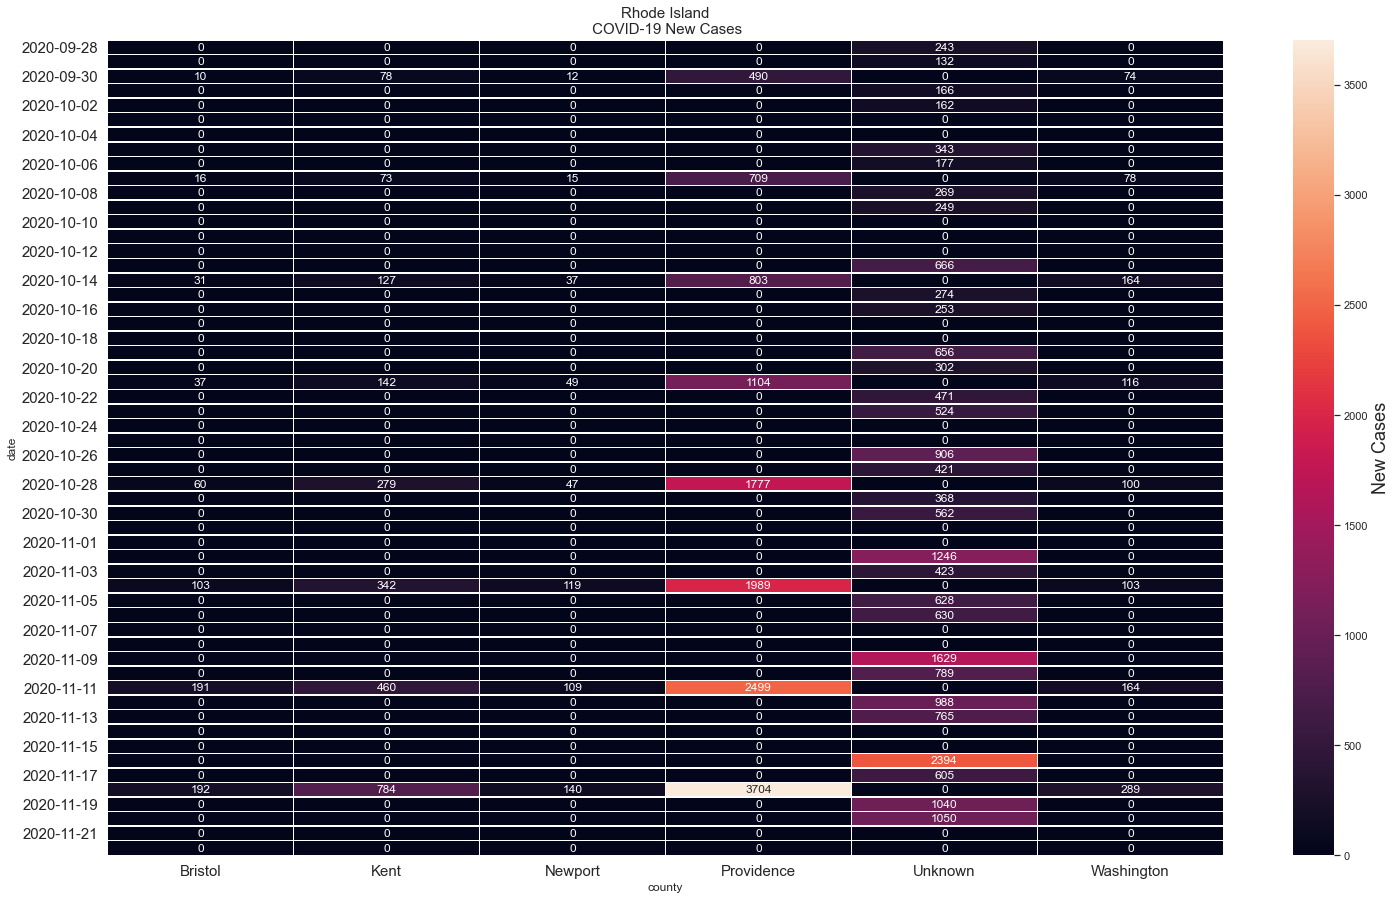 Rhode Island
COVID-19 New Cases
2020-09-28 0 0 0 0 243 0
0 0 0 0 132 0
2020-09-30 10 78 12 490 0 74
0 0 0 0 166 0
2020-10-02 0 0 0 0 162 0
0 0 0 0 0 0
2020-10-04 0 0 0 0 0 0
0 0 0 0 343 0
2020-10-06 0 0 0 0 177 0
16 73 15 709 0 78
2020-10-08 0 0 0 0 269 0
0 0 0 0 249 0
2020-10-10 0 0 0 0 0 0
0 0 0 0 0 0
2020-10-12 0 0 0 0 0 0
0 0 0 0 666 0
2020-10-14 31 127 37 803 0 164
0 0 0 0 274 0
2020-10-16 0 0 0 0 253 0
0 0 0 0 0 0
2020-10-18 0 0 0 0 0 0
0 0 0 0 656 0
2020-10-20 0 0 0 0 302 0
37 142 49 1104 0 116
2020-10-22 0 0 0 0 471 0
0 0 0 0 524 0
2020-10-24 0 0 0 0 0 0
0 0 0 0 0 0
2020-10-26 0 0 0 0 906 0
0 0 0 0 421 0
2020-10-28 60 279 47 1777 0 100
0 0 0 0 368 0
2020-10-30 0 0 0 0 562 0
0 0 0 0 0 0
2020-11-01 0 0 0 0 0 0
0 0 0 0 1246 0
2020-11-03 0 0 0 0 423 0
103 342 119 1989 0 103
2020-11-05 0 0 0 0 628 0
0 0 0 0 630 0
2020-11-07 0 0 0 0 0 0
0 0 0 0 0 0
2020-11-09 0 0 0 0 1629 0
0 0 0 0 789 0
2020-11-11 191 460 109 2499 0 164
0 0 0 0 988 0
2020-11-13 0 0 0 0 765 0
0 0 0 0 0 0
2020-11-15 0 0 0 0 0 0
0 0 0 0 2394 0
2020-11-17 0 0 0 0 605 0
192 784 140 3704 0 289
2020-11-19 0 0 0 0 1040 0
0 0 0 0 1050 0
2020-11-21 0 0 0 0 0 0
0 0 0 0 0 0
date
Bristol Kent Newport Providence Unknown Washington
county
3500
3000
2500
2000
1500
1000
500
0
New Cases